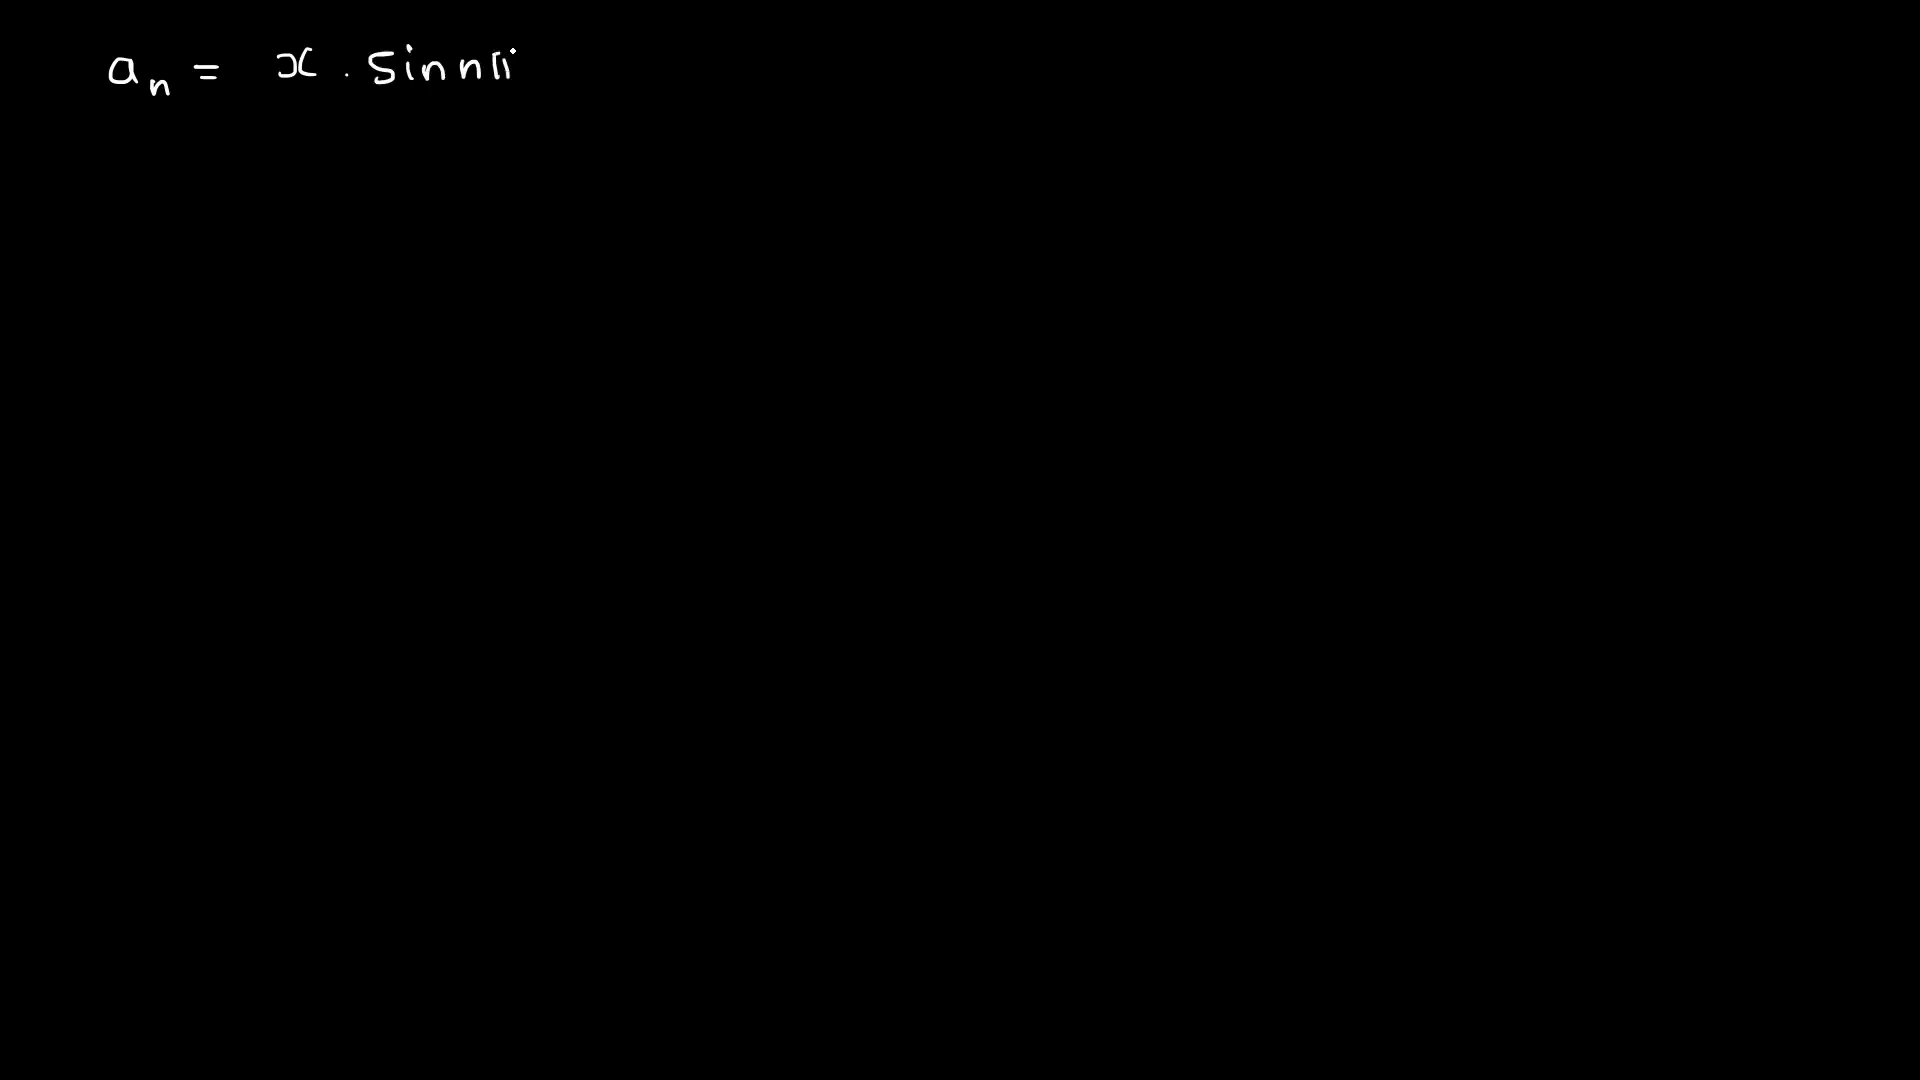 aₙ = x . sin nπ